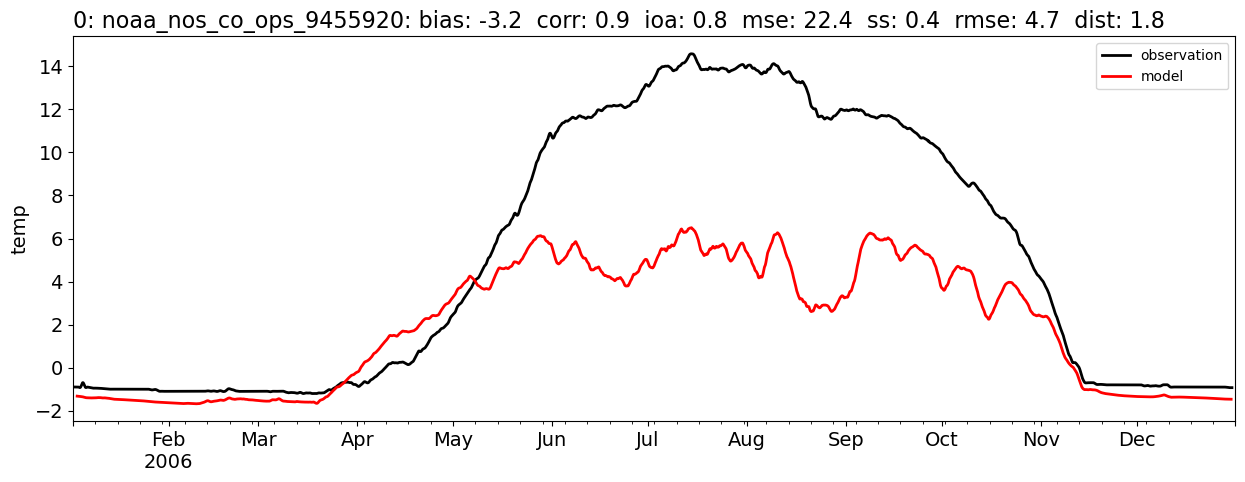 0: noaa_nos_co_ops_9455920: bias: -3.2  corr: 0.9  ioa: 0.8  mse: 22.4  ss: 0.4  rmse: 4.7  dist: 1.8
observation
model
14
12
10
8
6
4
2
0
−2
temp
Feb Mar Apr May Jun Jul Aug Sep Oct Nov Dec
2006